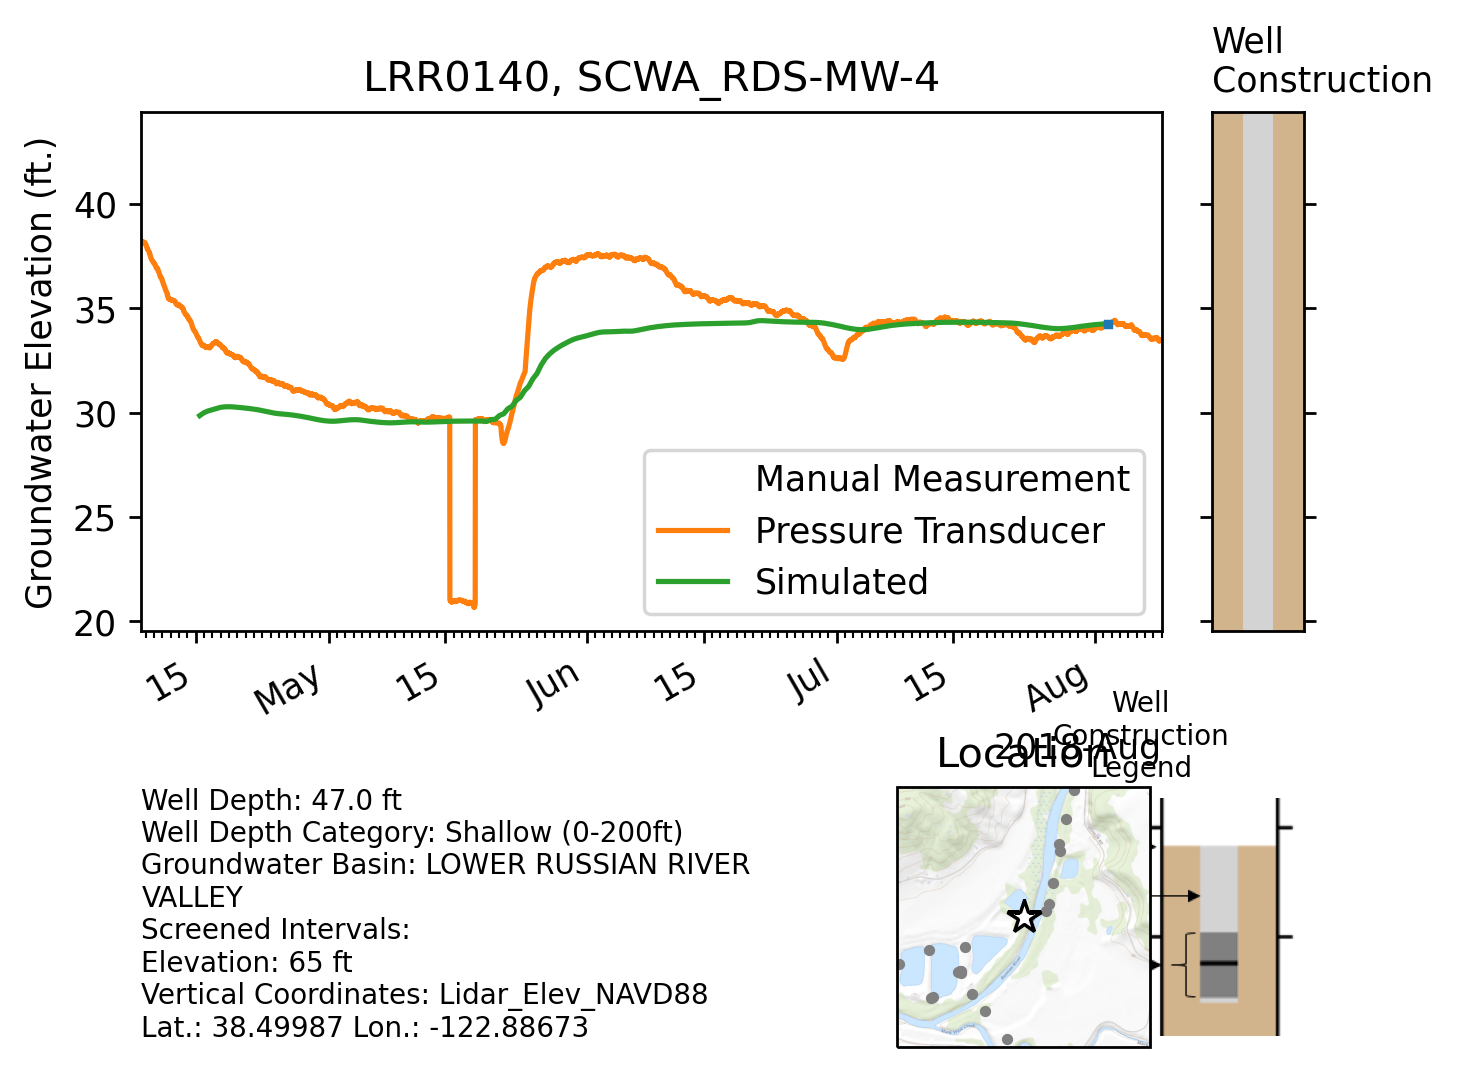 Well
Construction
LRR0140, SCWA_RDS-MW-4
Groundwater Elevation (ft.)
40
35
30
25
20
Manual Measurement
Pressure Transducer
Simulated
15
May
15
Jun
15
Jul
15
Aug
2018-Aug
Location
Well
Construction
Legend
Well Depth: 47.0 ft
Well Depth Category: Shallow (0-200ft)
Groundwater Basin: LOWER RUSSIAN RIVER
VALLEY
Screened Intervals:
Elevation: 65 ft
Vertical Coordinates: Lidar_Elev_NAVD88
Lat.: 38.49987 Lon.: -122.88673